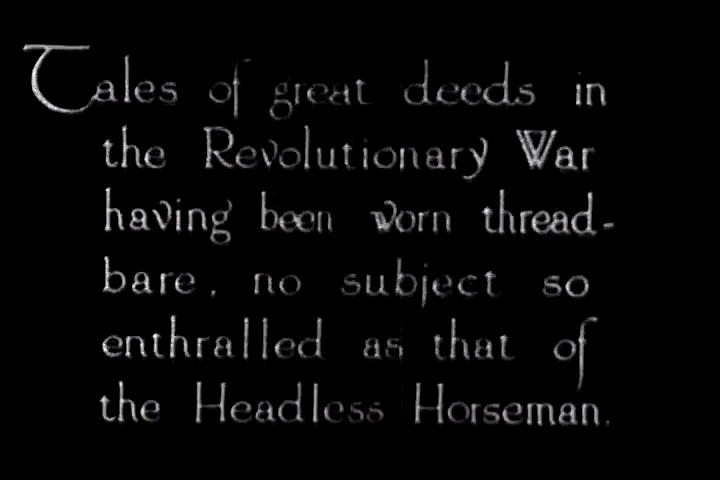 Tales of great deeds in
the Revolutionary War
having been worn thread-
bare, no subject so
enthralled as that of
the Headless Horseman.